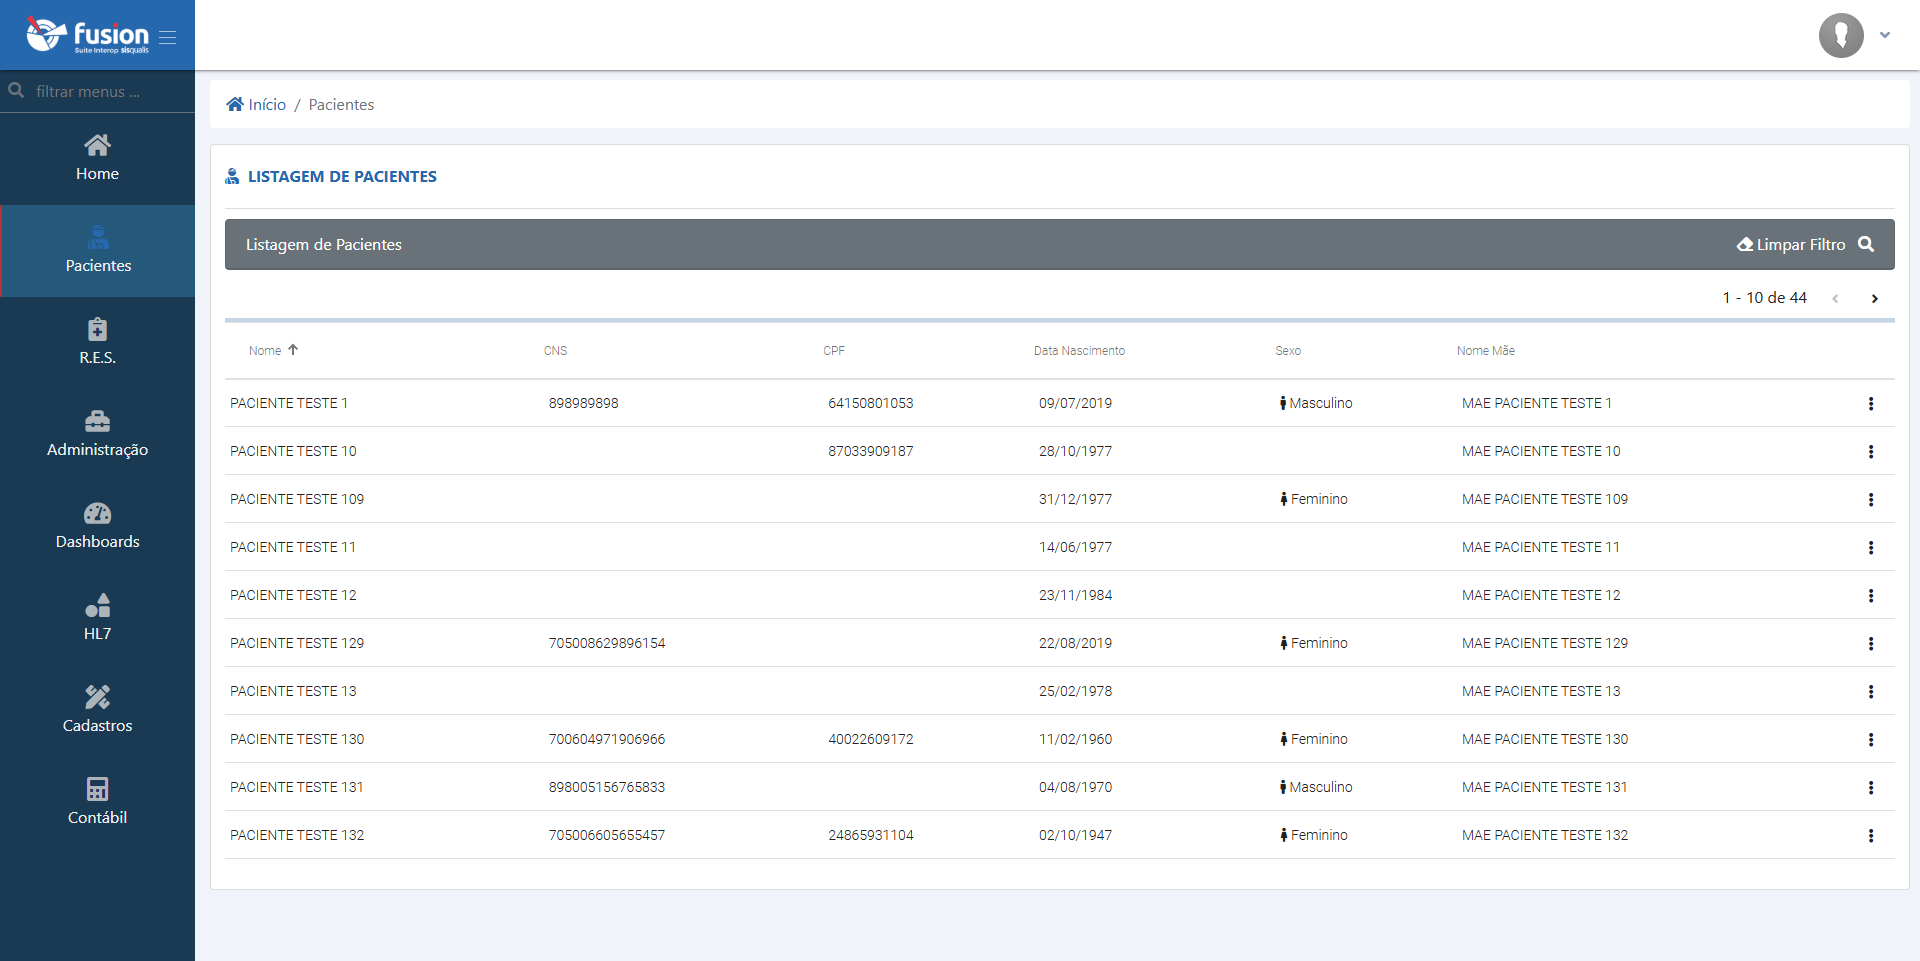 fusion
Suite Interop sisqualis
filtrar menus ...
Home
Pacientes
R.E.S.
Administração
Dashboards
HL7
Cadastros
Contábil
Início / Pacientes
LISTAGEM DE PACIENTES
Listagem de Pacientes Limpar Filtro
1 - 10 de 44
Nome CNS CPF Data Nascimento Sexo Nome Mãe
PACIENTE TESTE 1 898989898 64150801053 09/07/2019 Masculino MAE PACIENTE TESTE 1
PACIENTE TESTE 10 87033909187 28/10/1977 MAE PACIENTE TESTE 10
PACIENTE TESTE 109 31/12/1977 Feminino MAE PACIENTE TESTE 109
PACIENTE TESTE 11 14/06/1977 MAE PACIENTE TESTE 11
PACIENTE TESTE 12 23/11/1984 MAE PACIENTE TESTE 12
PACIENTE TESTE 129 705008629896154 22/08/2019 Feminino MAE PACIENTE TESTE 129
PACIENTE TESTE 13 25/02/1978 MAE PACIENTE TESTE 13
PACIENTE TESTE 130 700604971906966 40022609172 11/02/1960 Feminino MAE PACIENTE TESTE 130
PACIENTE TESTE 131 898005156765833 04/08/1970 Masculino MAE PACIENTE TESTE 131
PACIENTE TESTE 132 705006605655457 24865931104 02/10/1947 Feminino MAE PACIENTE TESTE 132